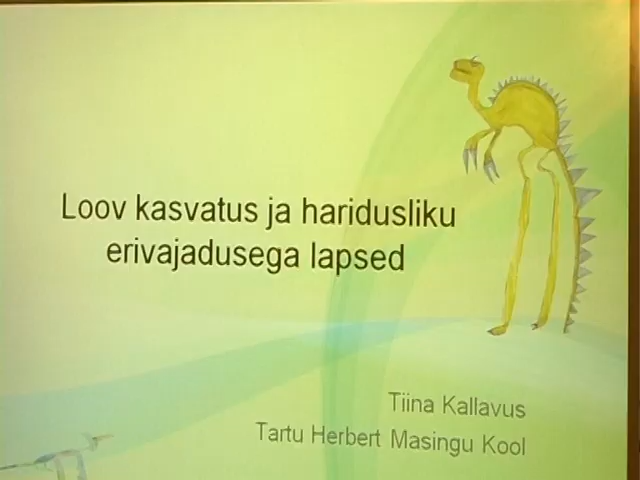 Loov kasvatus ja haridusliku
erivajadusega lapsed
Tiina Kallavus
Tartu Herbert Masingu Kool